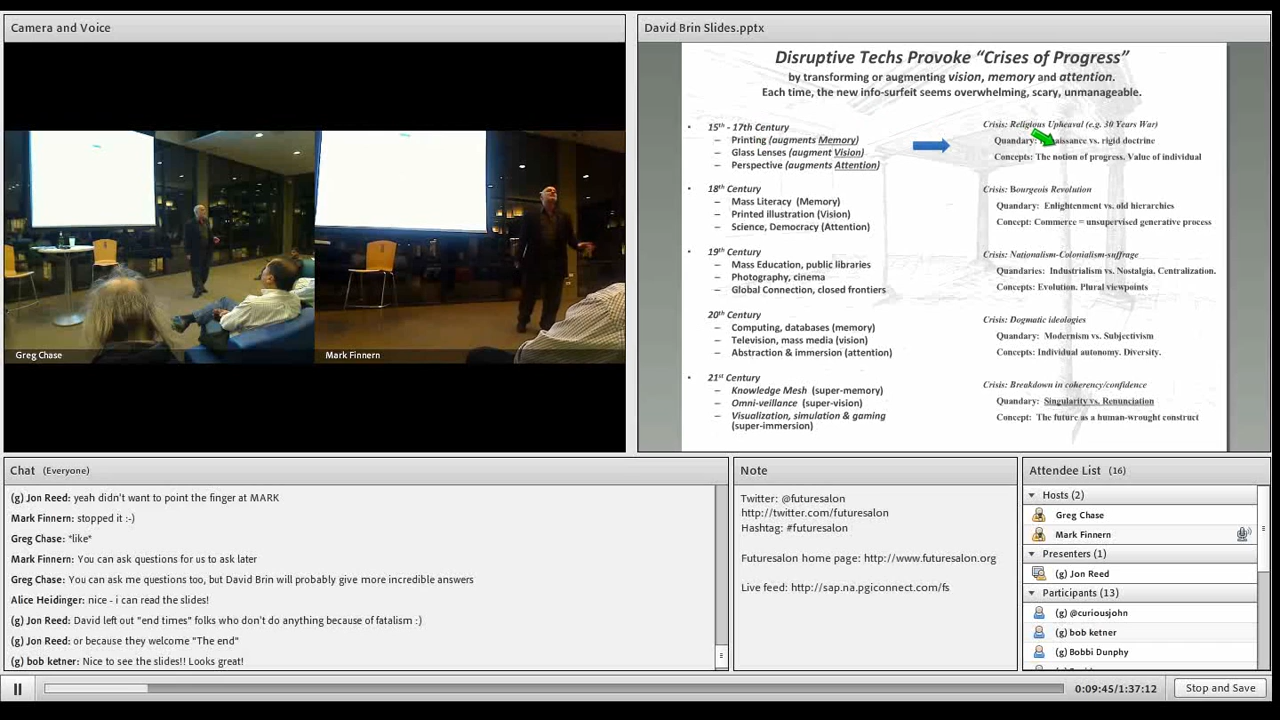 Camera and Voice
Greg Chase
Mark Finnern
David Brin Slides.pptx
Disruptive Techs Provoke “Crises of Progress”
by transforming or augmenting vision, memory and attention.
Each time, the new info-surfeit seems overwhelming, scary, unmanageable.
• 15th - 17th Century
– Printing (augments Memory)
– Glass Lenses (augment Vision)
– Perspective (augments Attention)
Crisis: Religious Upheaval (e.g. 30 Years War)
Quandary: aissance vs. rigid doctrine
Concepts: The notion of progress. Value of individual
• 18th Century
– Mass Literacy (Memory)
– Printed illustration (Vision)
– Science, Democracy (Attention)
Crisis: Bourgeois Revolution
Quandary: Enlightenment vs. old hierarchies
Concept: Commerce = unsupervised generative process
• 19th Century
– Mass Education, public libraries
– Photography, cinema
– Global Connection, closed frontiers
Crisis: Nationalism-Colonialism-suffrage
Quandaries: Industrialism vs. Nostalgia. Centralization.
Concepts: Evolution. Plural viewpoints
• 20th Century
– Computing, databases (memory)
– Television, mass media (vision)
– Abstraction & immersion (attention)
Crisis: Dogmatic ideologies
Quandary: Modernism vs. Subjectivism
Concepts: Individual autonomy. Diversity.
• 21st Century
– Knowledge Mesh (super-memory)
– Omni-veillance (super-vision)
– Visualization, simulation & gaming
(super-immersion)
Crisis: Breakdown in coherency/confidence
Quandary: Singularity vs. Renunciation
Concept: The future as a human-wrought construct
Chat (Everyone)
(g) Jon Reed: yeah didn't want to point the finger at MARK
Mark Finnern: stopped it :-)
Greg Chase: *like*
Mark Finnern: You can ask questions for us to ask later
Greg Chase: You can ask me questions too, but David Brin will probably give more incredible answers
Alice Heidinger: nice - i can read the slides!
(g) Jon Reed: David left out "end times" folks who don't do anything because of fatalism :)
(g) Jon Reed: or because they welcome "The end"
(g) bob ketner: Nice to see the slides!! Looks great!
Note
Twitter: @futuresalon
http://twitter.com/futuresalon
Hashtag: #futuresalon
Futuresalon home page: http://www.futuresalon.org
Live feed: http://sap.na.pgiconnect.com/fs
Attendee List (16)
Hosts (2)
Greg Chase
Mark Finnern
Presenters (1)
(g) Jon Reed
Participants (13)
(g) @curiousjohn
(g) bob ketner
(g) Bobbi Dunphy
0:09:45/1:37:12
Stop and Save